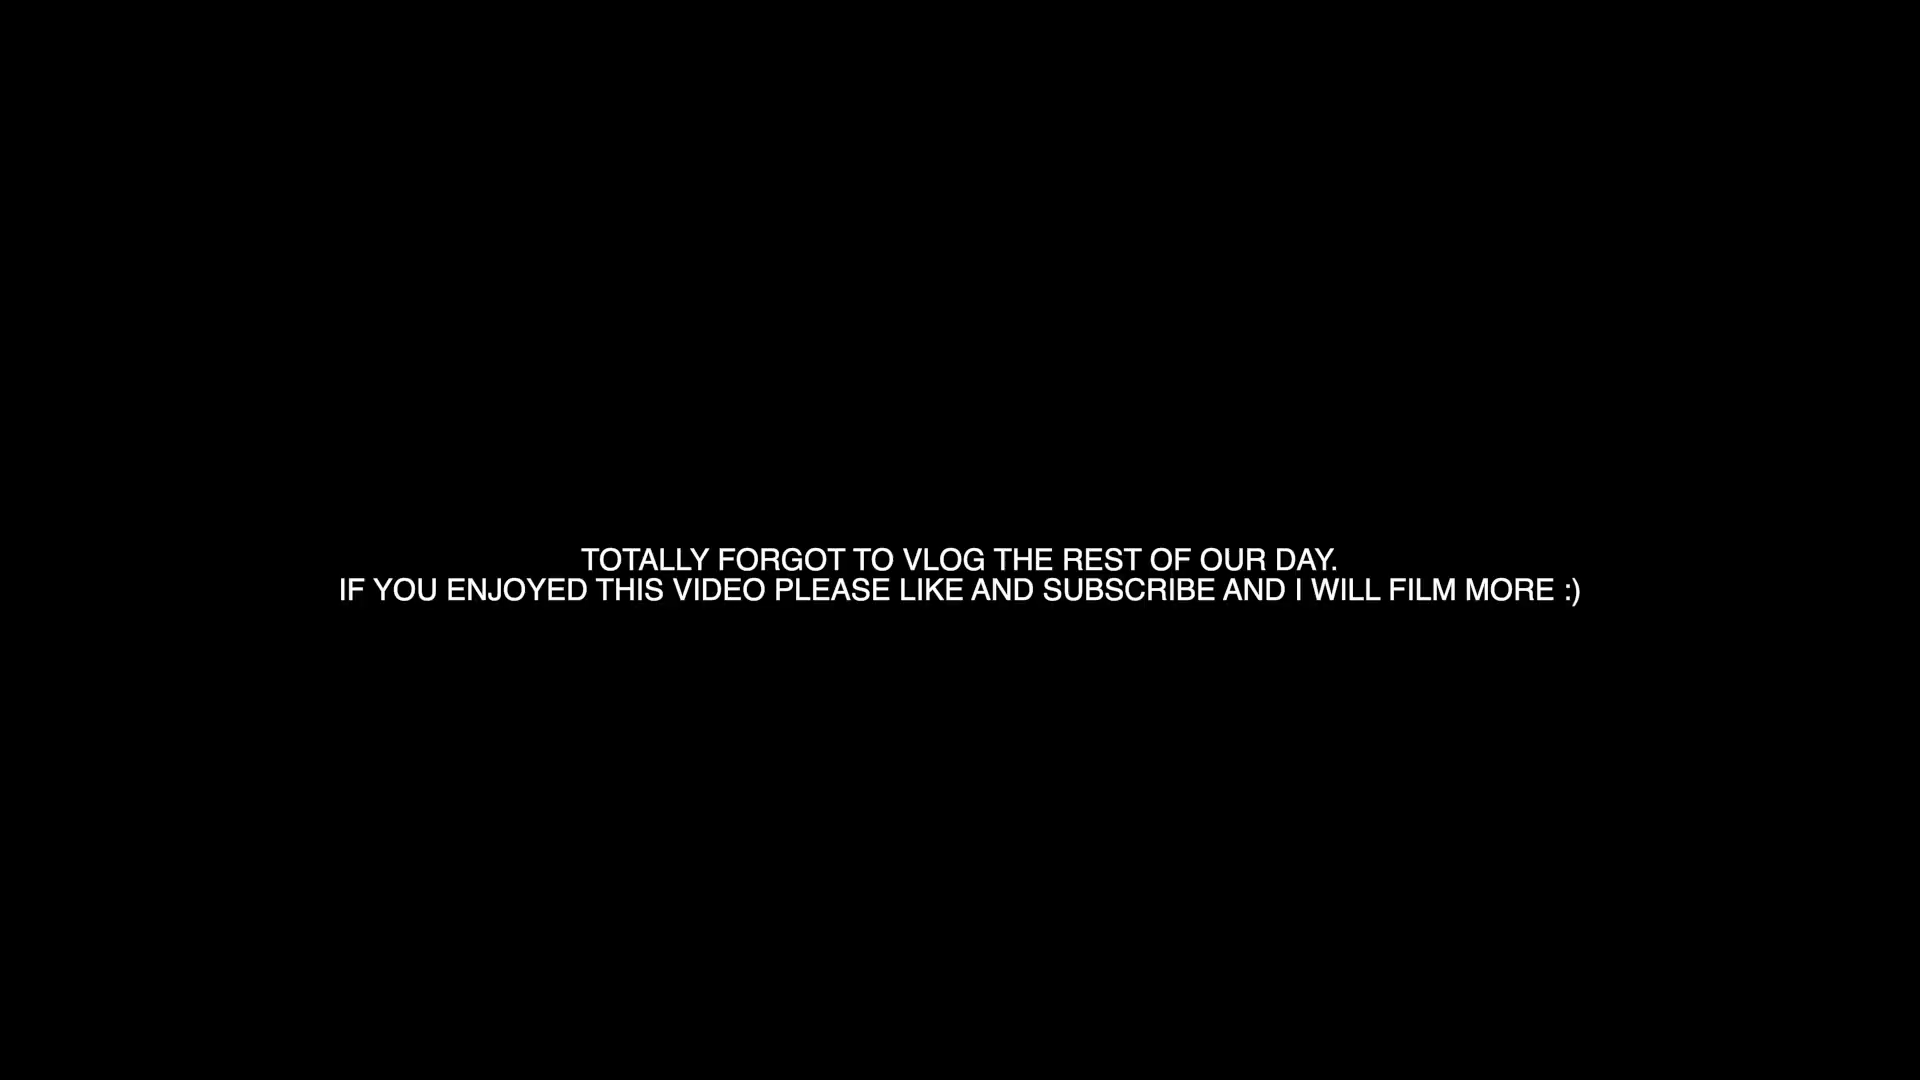 TOTALLY FORGOT TO VLOG THE REST OF OUR DAY.
IF YOU ENJOYED THIS VIDEO PLEASE LIKE AND SUBSCRIBE AND I WILL FILM MORE :)